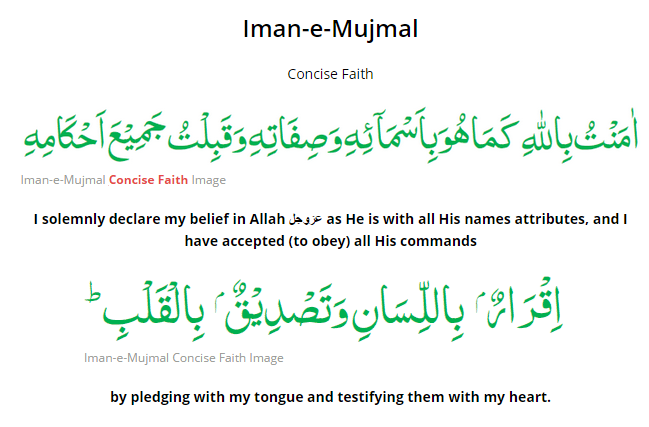 Iman-e-Mujmal
Concise Faith
اٰمَنْتُ بِاللّٰهِ كَمَا هُوَ بِاَسْمَآئِهٖ وَصِفَاتِهٖ وَقَبِلْتُ جَمِيْعَ اَحْكَامِهٖ
Iman-e-Mujmal Concise Faith Image
I solemnly declare my belief in Allah عزوجل as He is with all His names attributes, and I
have accepted (to obey) all His commands
اِقْرَارٌ ۢ بِاللِّسَانِ وَتَصْدِيْقٌ ۢ بِالْقَلْبِ ؕ
Iman-e-Mujmal Concise Faith Image
by pledging with my tongue and testifying them with my heart.